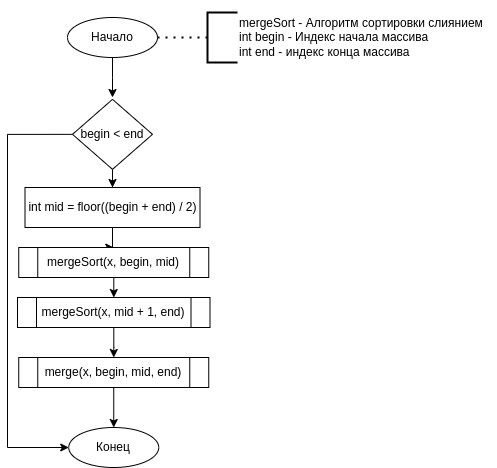 Начало
mergeSort - Алгоритм сортировки слиянием
int begin - Индекс начала массива
int end - индекс конца массива
begin < end
int mid = floor((begin + end) / 2)
mergeSort(x, begin, mid)
mergeSort(x, mid + 1, end)
merge(x, begin, mid, end)
Конец